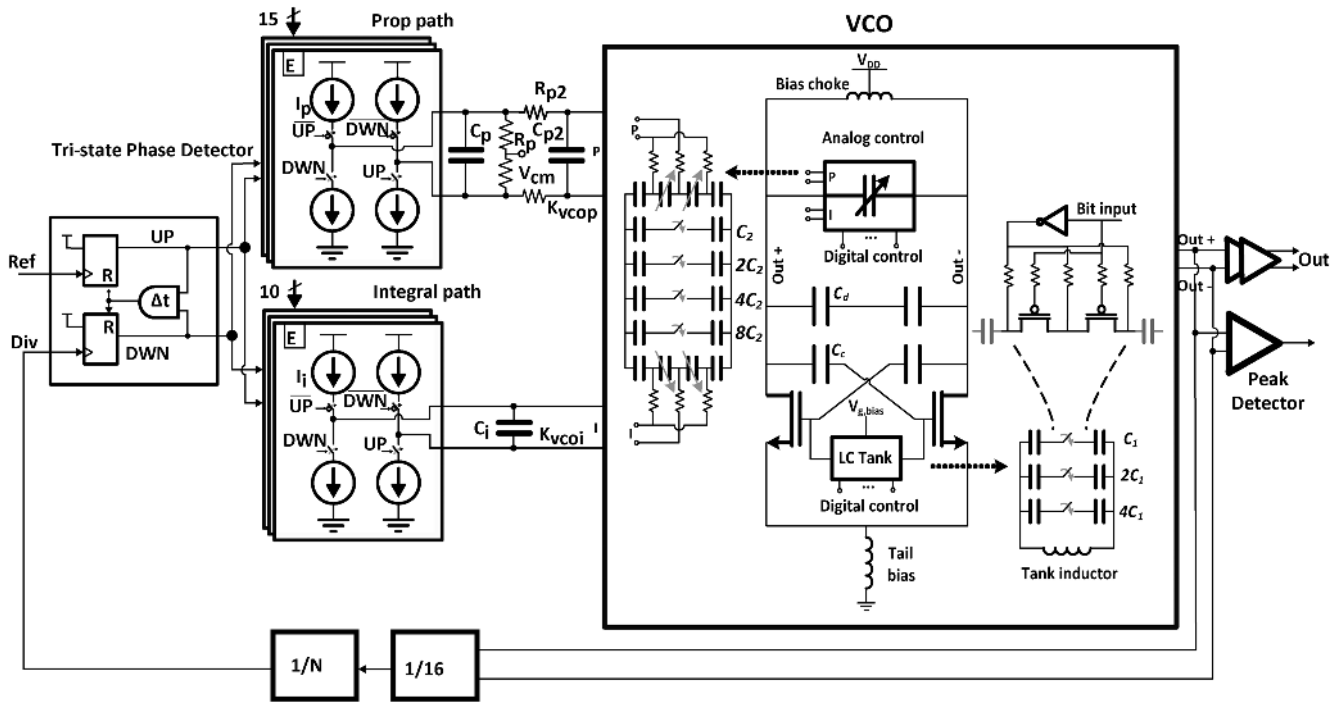 VCO
15
Prop path
E
I_p
UP
DWN
DWN
UP
C_p
R_p2
R_p
C_p2
V_cm
K_vcop
P
Tri-state Phase Detector
Ref
Div
R
R
UP
DWN
Δt
10
Integral path
E
I_i
UP
DWN
DWN
UP
C_i
K_vcoi
I
P
I
C_2
2C_2
4C_2
8C_2
V_DD
Bias choke
Analog control
P
I
Digital control
Out +
Out -
C_d
C_c
V_g,bias
LC Tank
Digital control
Tail
bias
Bit input
C_1
2C_1
4C_1
Tank inductor
Out +
Out -
Out
Peak
Detector
1/N
1/16